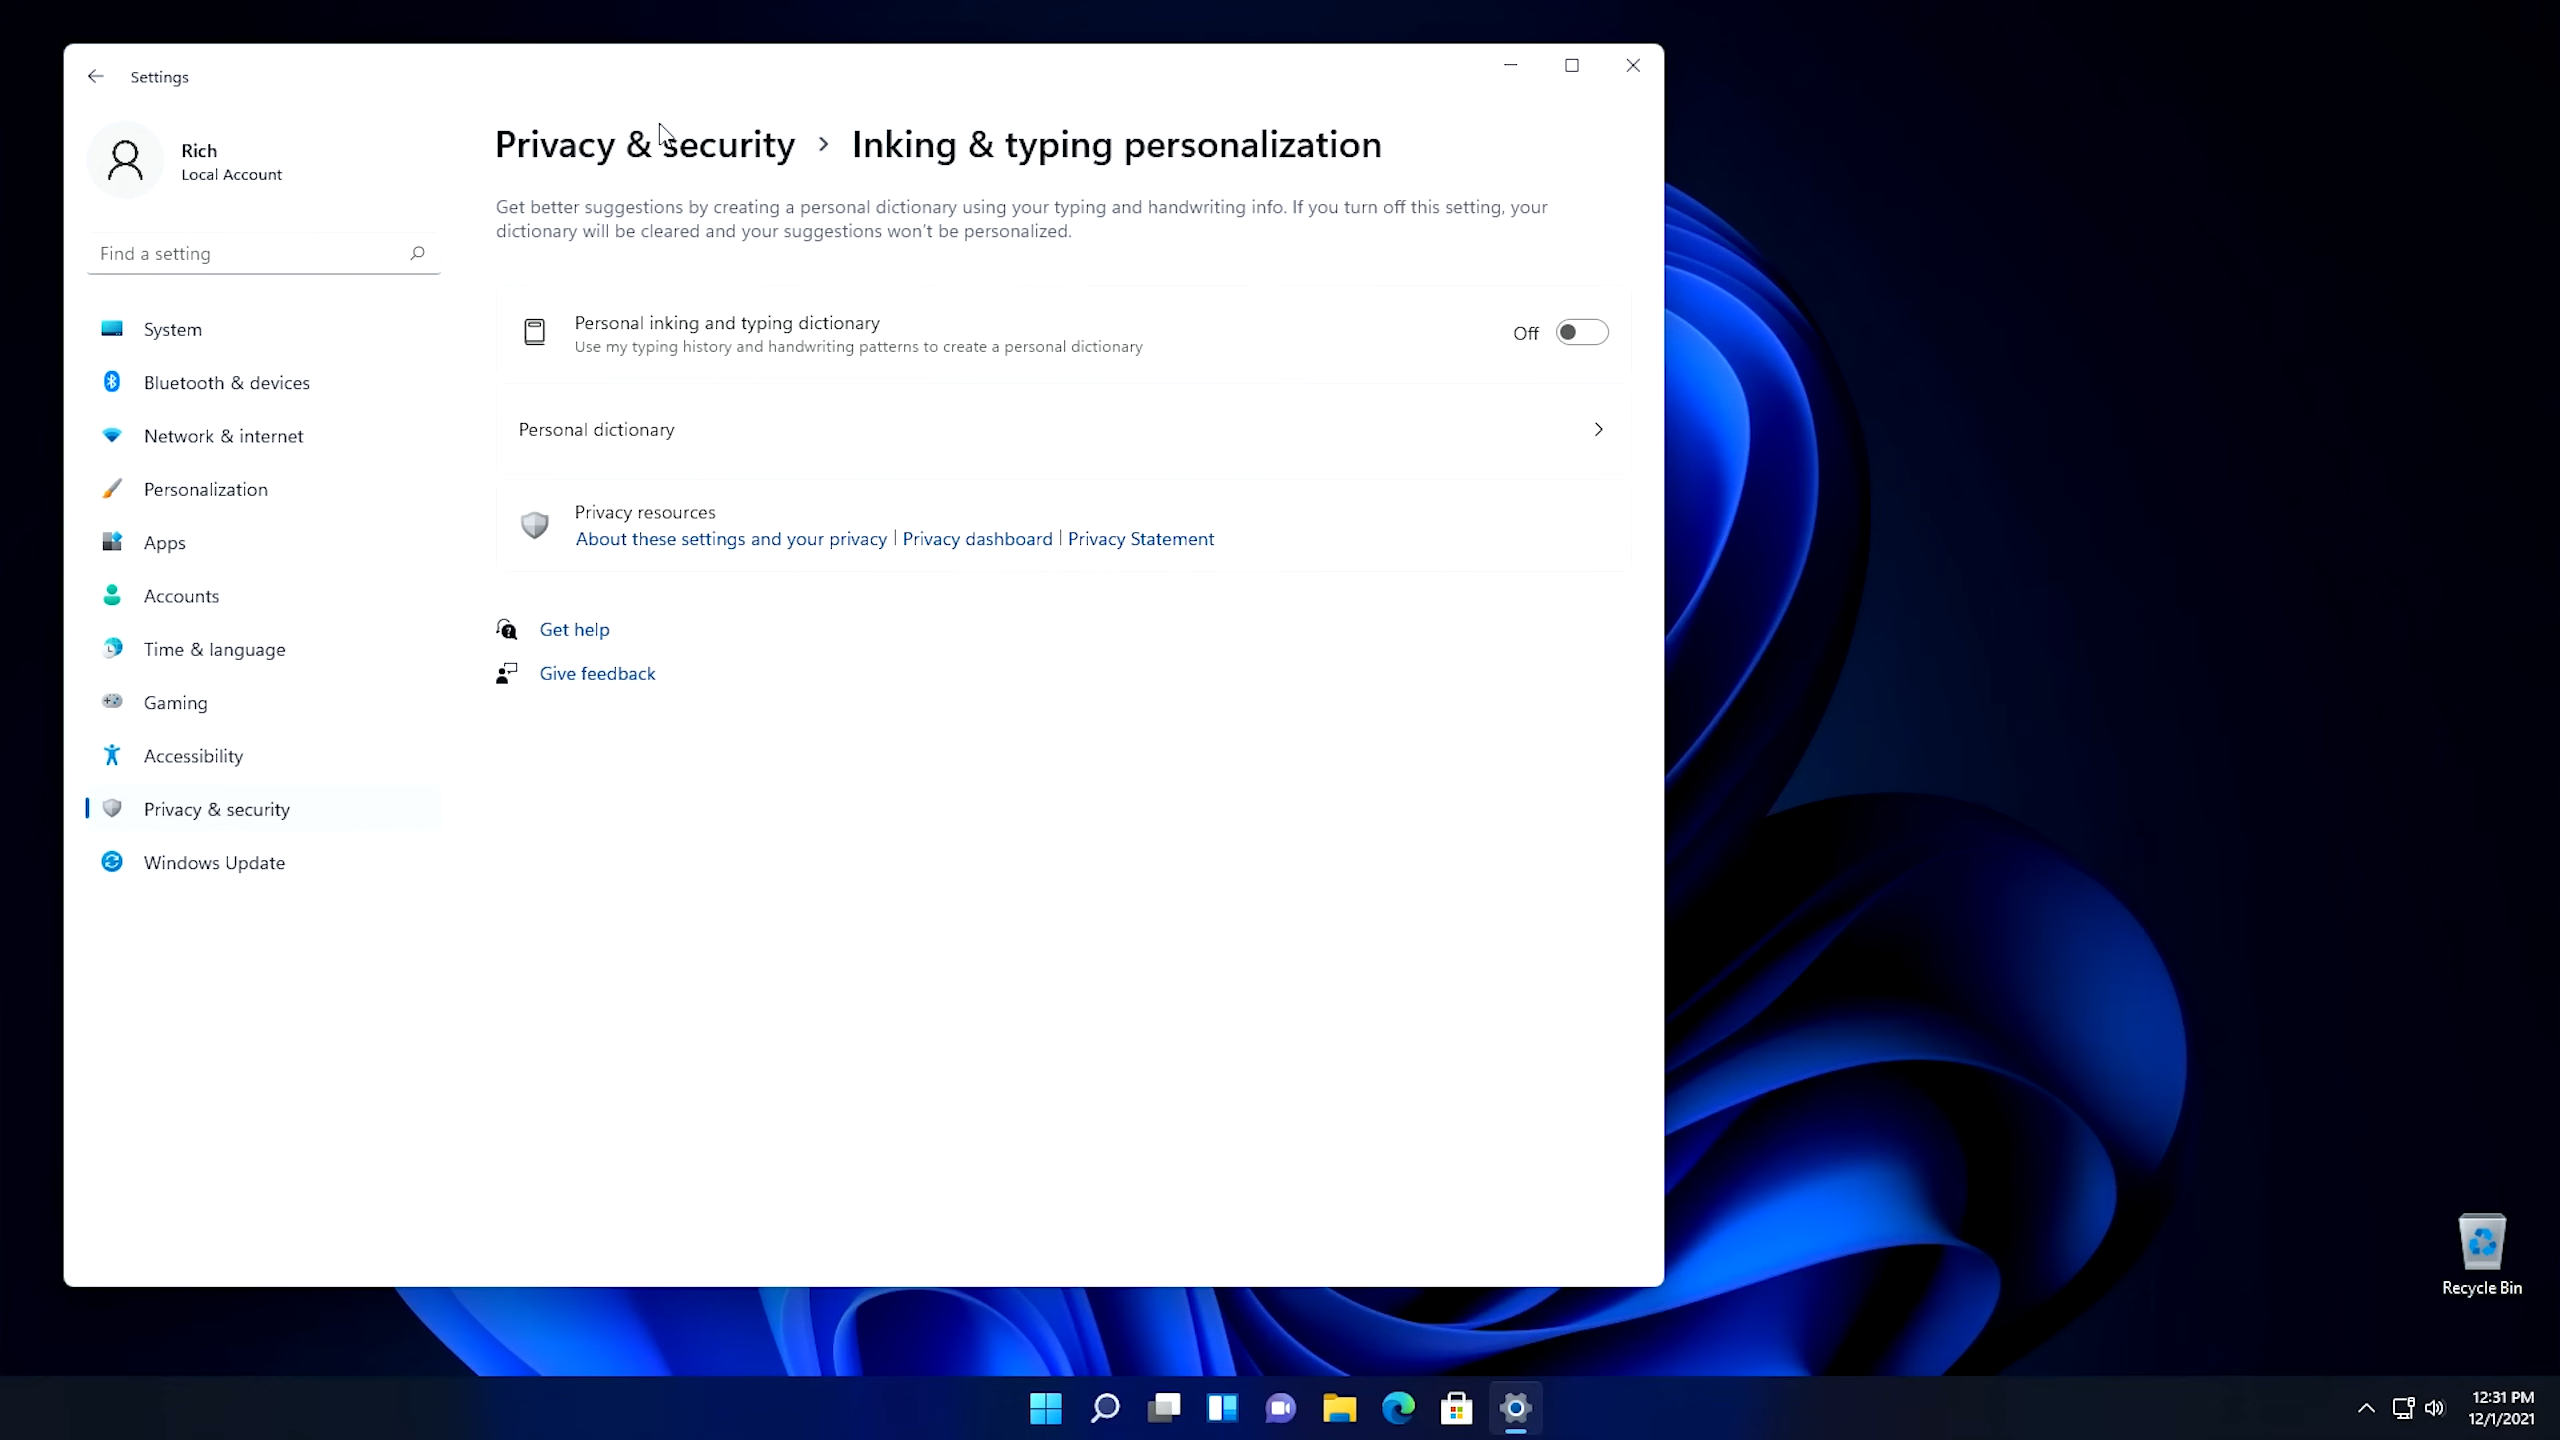 Settings
Rich
Local Account
Find a setting
System
Bluetooth & devices
Network & internet
Personalization
Apps
Accounts
Time & language
Gaming
Accessibility
Privacy & security
Windows Update
Privacy & security > Inking & typing personalization
Get better suggestions by creating a personal dictionary using your typing and handwriting info. If you turn off this setting, your
dictionary will be cleared and your suggestions won't be personalized.
Personal inking and typing dictionary
Use my typing history and handwriting patterns to create a personal dictionary
Off
Personal dictionary
Privacy resources
About these settings and your privacy | Privacy dashboard | Privacy Statement
Get help
Give feedback
Recycle Bin
12:31 PM
12/1/2021